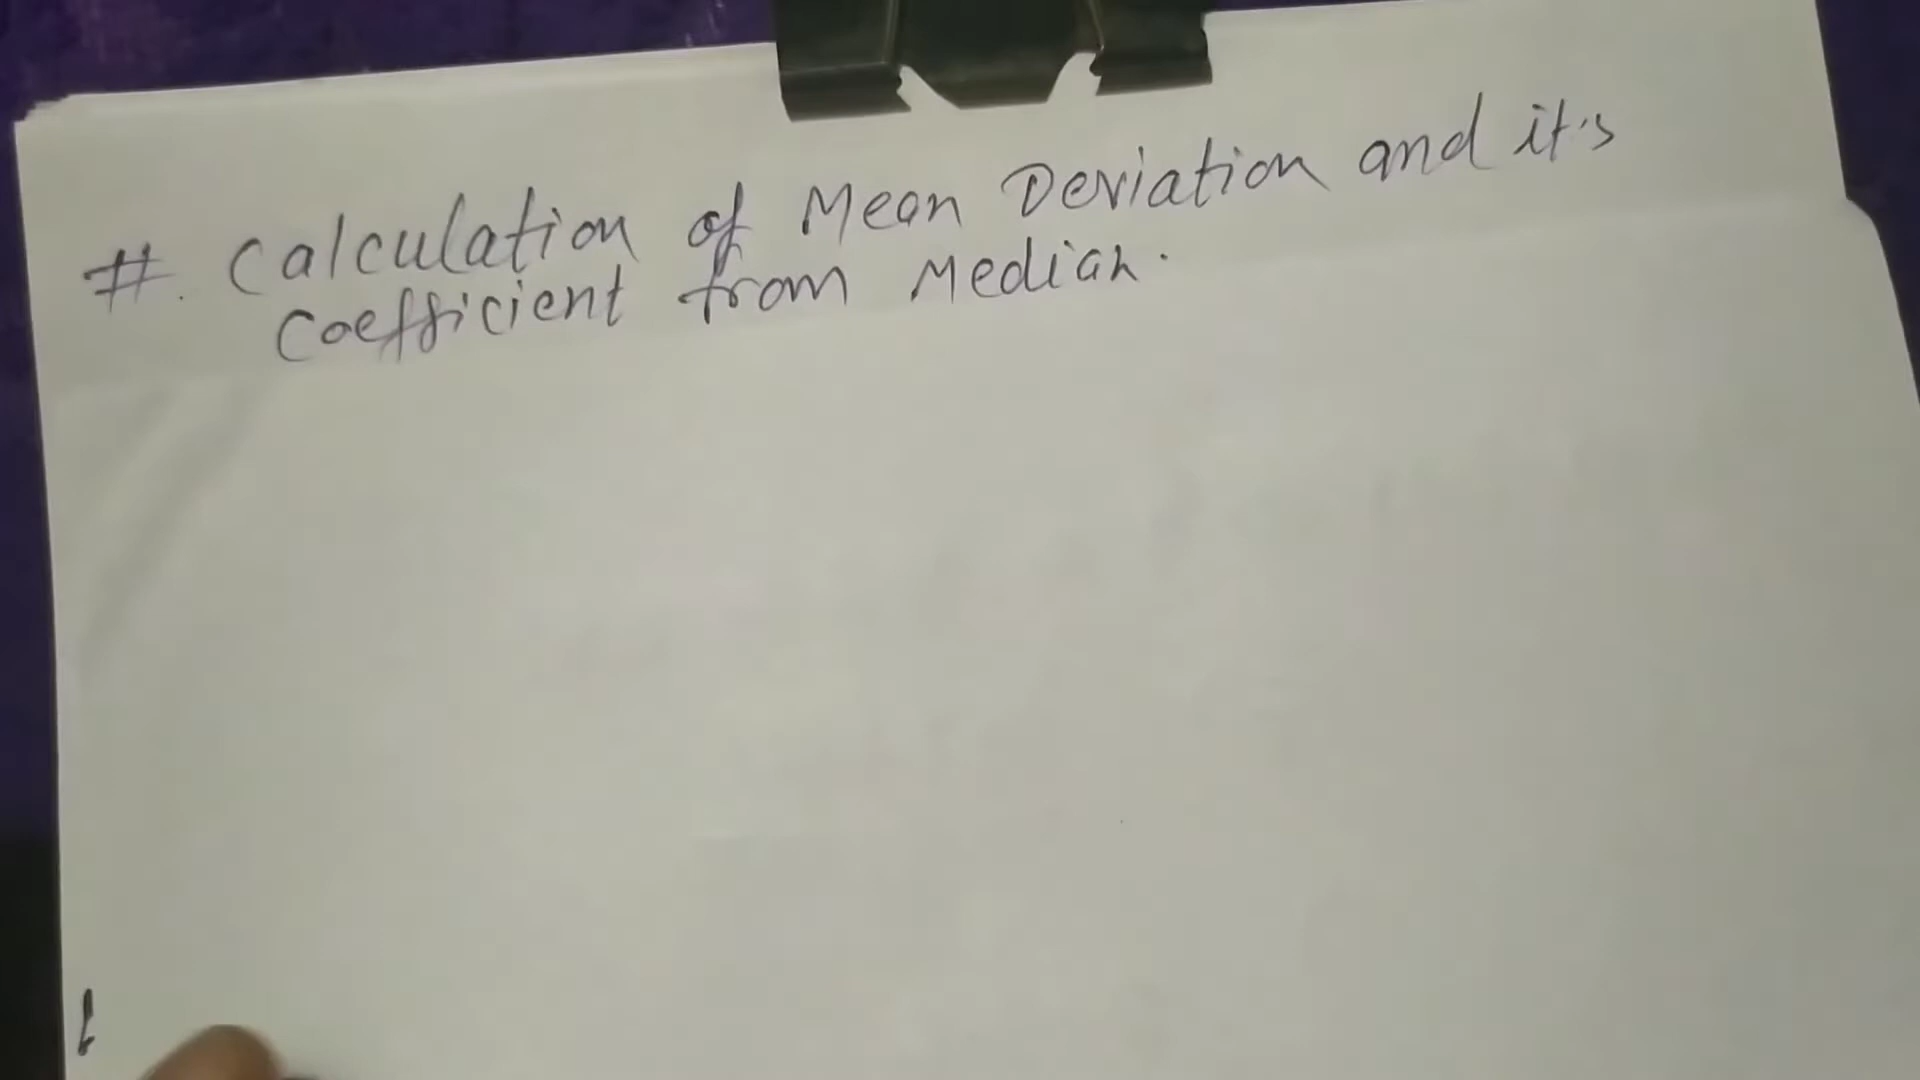 #. Calculation of Mean Deviation and it's
Coefficient from Median.